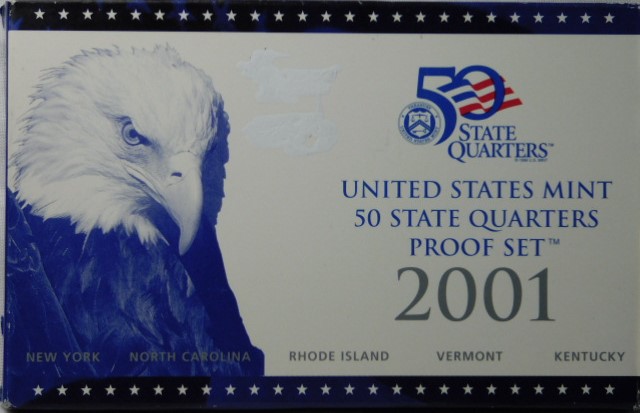 50
STATE
QUARTERS™
UNITED STATES MINT
50 STATE QUARTERS
PROOF SET™
2001
NEW YORK NORTH CAROLINA RHODE ISLAND VERMONT KENTUCKY